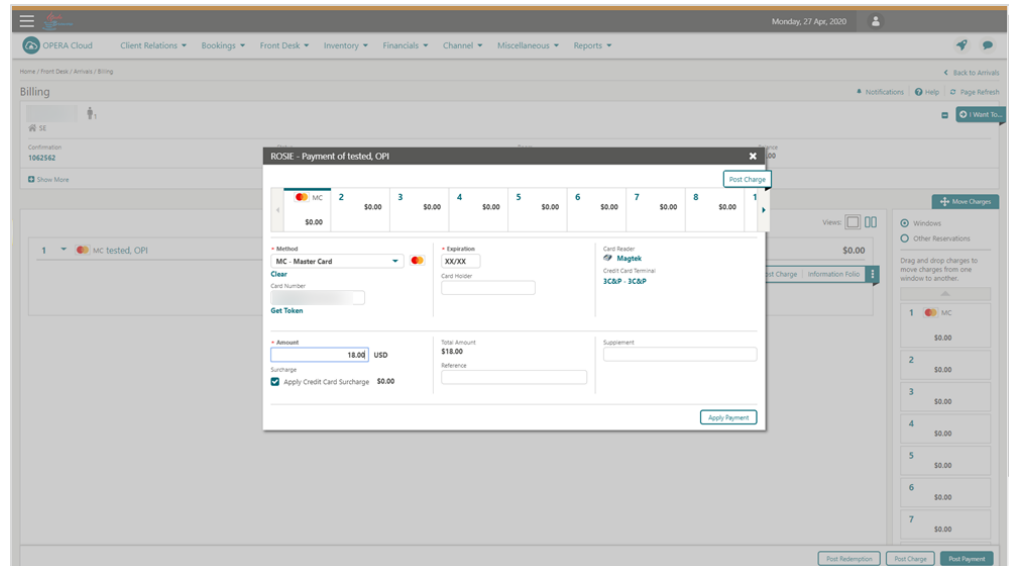 Monday, 27 Apr, 2020
OPERA Cloud Client Relations Bookings Front Desk Inventory Financials Channel Miscellaneous Reports
Home / Front Desk / Arrivals / Billing
Back to Arrivals
Billing
Notifications Help Page Refresh
1
I Want To...
SE
Confirmation
1062562
.00
Show More
ROSIE - Payment of tested, OPI
Post Charge
MC 2 3 4 5 6 7 8 1
$0.00 $0.00 $0.00 $0.00 $0.00 $0.00 $0.00
$0.00
* Method
MC - Master Card
Clear
Card Number
Get Token
* Expiration
XX/XX
Card Holder
Card Reader
Magtek
Credit Card Terminal
3C&P - 3C&P
* Amount
18.00 USD
Surcharge
Apply Credit Card Surcharge $0.00
Total Amount
$18.00
Reference
Supplement
Apply Payment
Move Charges
Views:
Windows
Other Reservations
1 MC tested, OPI $0.00
ost Charge Information Folio
Drag and drop charges to
move charges from one
window to another.
1 MC
$0.00
2
$0.00
3
$0.00
4
$0.00
5
$0.00
6
$0.00
7
$0.00
Post Redemption Post Charge Post Payment